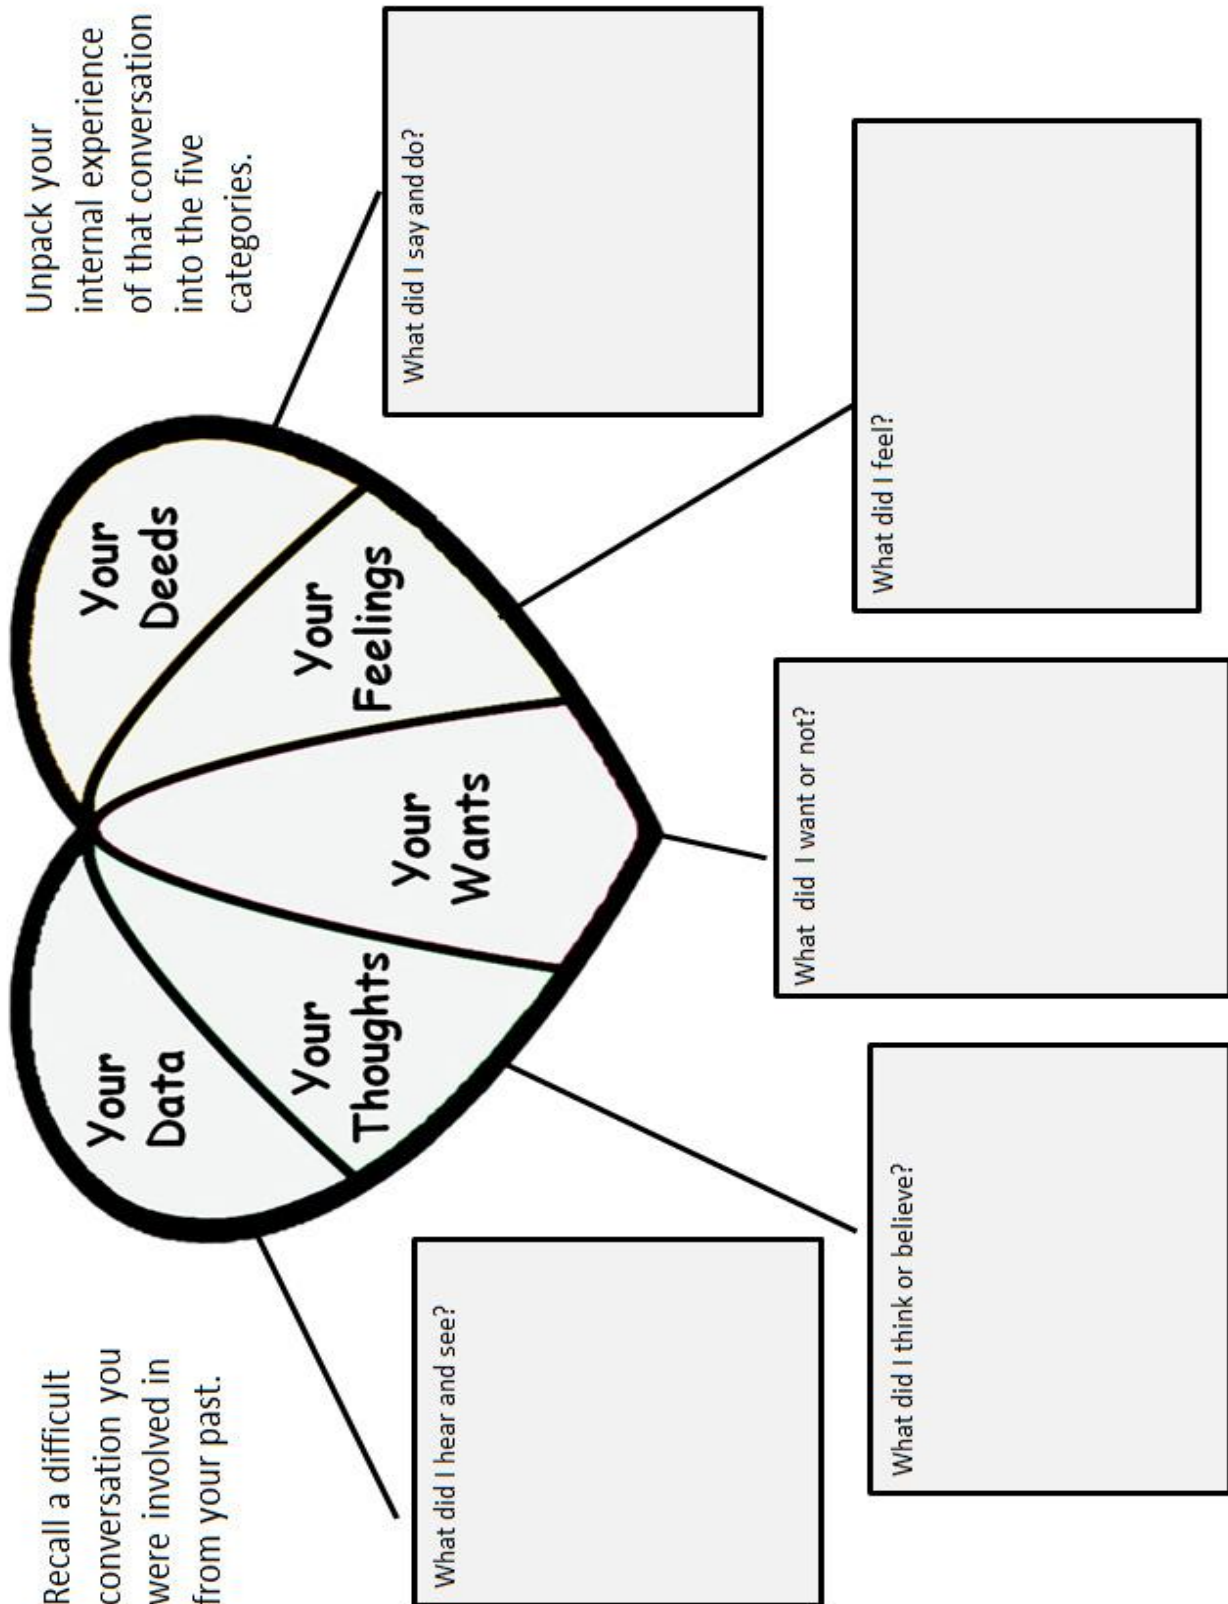 Recall a difficult
conversation you
were involved in
from your past.
Unpack your
internal experience
of that conversation
into the five
categories.
Your
Data
Your
Thoughts
Your
Wants
Your
Feelings
Your
Deeds
What did I hear and see?
What did I think or believe?
What did I want or not?
What did I feel?
What did I say and do?